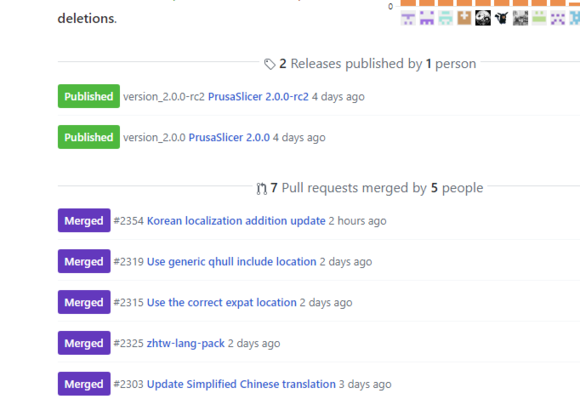 deletions.
0
2 Releases published by 1 person
Published version_2.0.0-rc2 PrusaSlicer 2.0.0-rc2 4 days ago
Published version_2.0.0 PrusaSlicer 2.0.0 4 days ago
7 Pull requests merged by 5 people
Merged #2354 Korean localization addition update 2 hours ago
Merged #2319 Use generic qhull include location 2 days ago
Merged #2315 Use the correct expat location 2 days ago
Merged #2325 zhtw-lang-pack 2 days ago
Merged #2303 Update Simplified Chinese translation 3 days ago